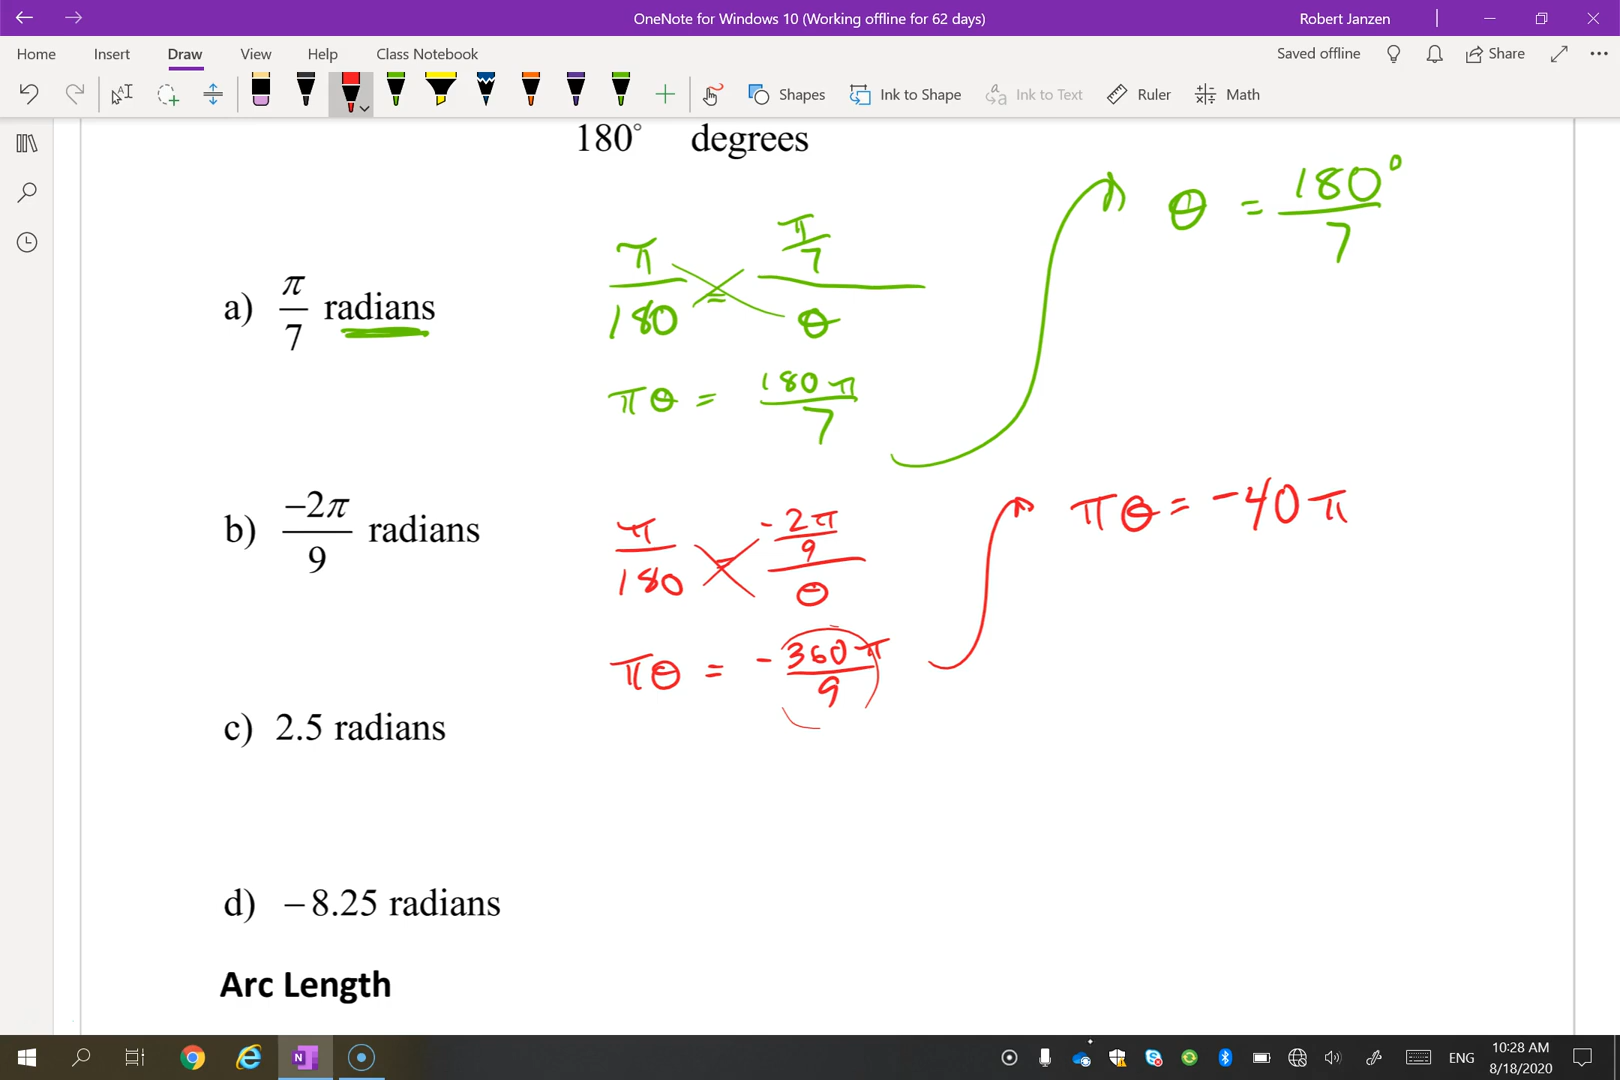 OneNote for Windows 10 (Working offline for 62 days)
Robert Janzen
Home Insert Draw View Help Class Notebook
Saved offline Share
Shapes Ink to Shape Ink to Text Ruler Math
180° degrees
a) π/7 radians
π/180 = (π/7)/θ
πθ = 180π/7
θ = 180°/7
b) −2π/9 radians
π/180 = (-2π/9)/θ
πθ = -360π/9
πθ = -40π
c) 2.5 radians
d) −8.25 radians
Arc Length
ENG
10:28 AM
8/18/2020